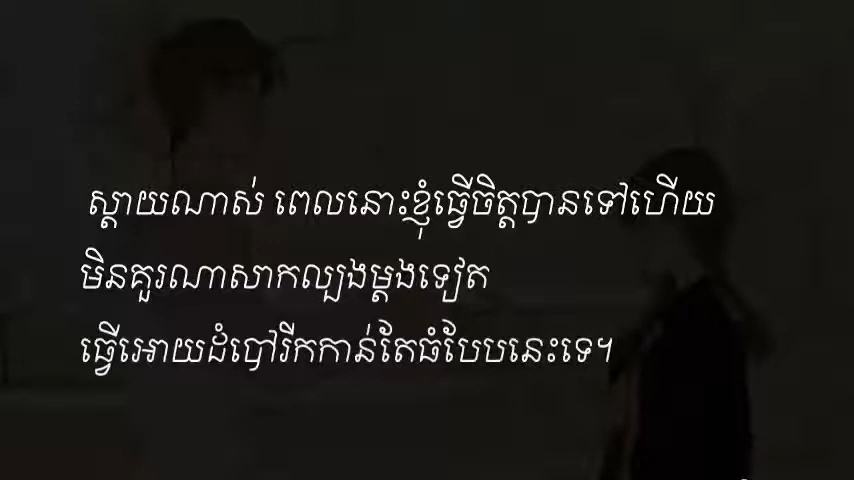 ស្ដាយណាស់ ពេលនោះខ្ញុំធ្វើចិត្តបានទៅហើយ
មិនគួរណាសាកល្បងម្ដងទៀត
ធ្វើអោយដំបៅរីកកាន់តែធំបែបនេះទេ។